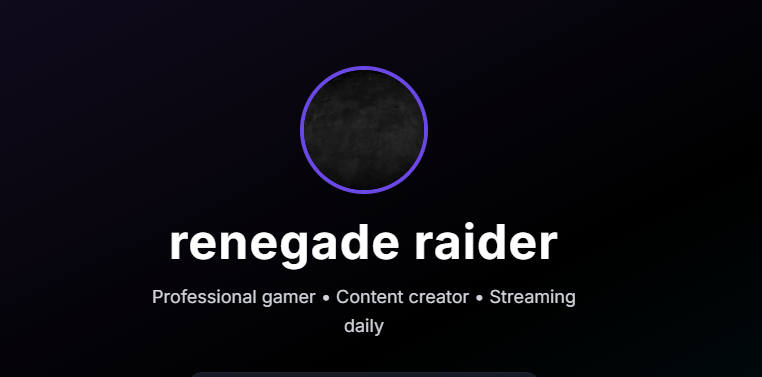 renegade raider
Professional gamer • Content creator • Streaming
daily